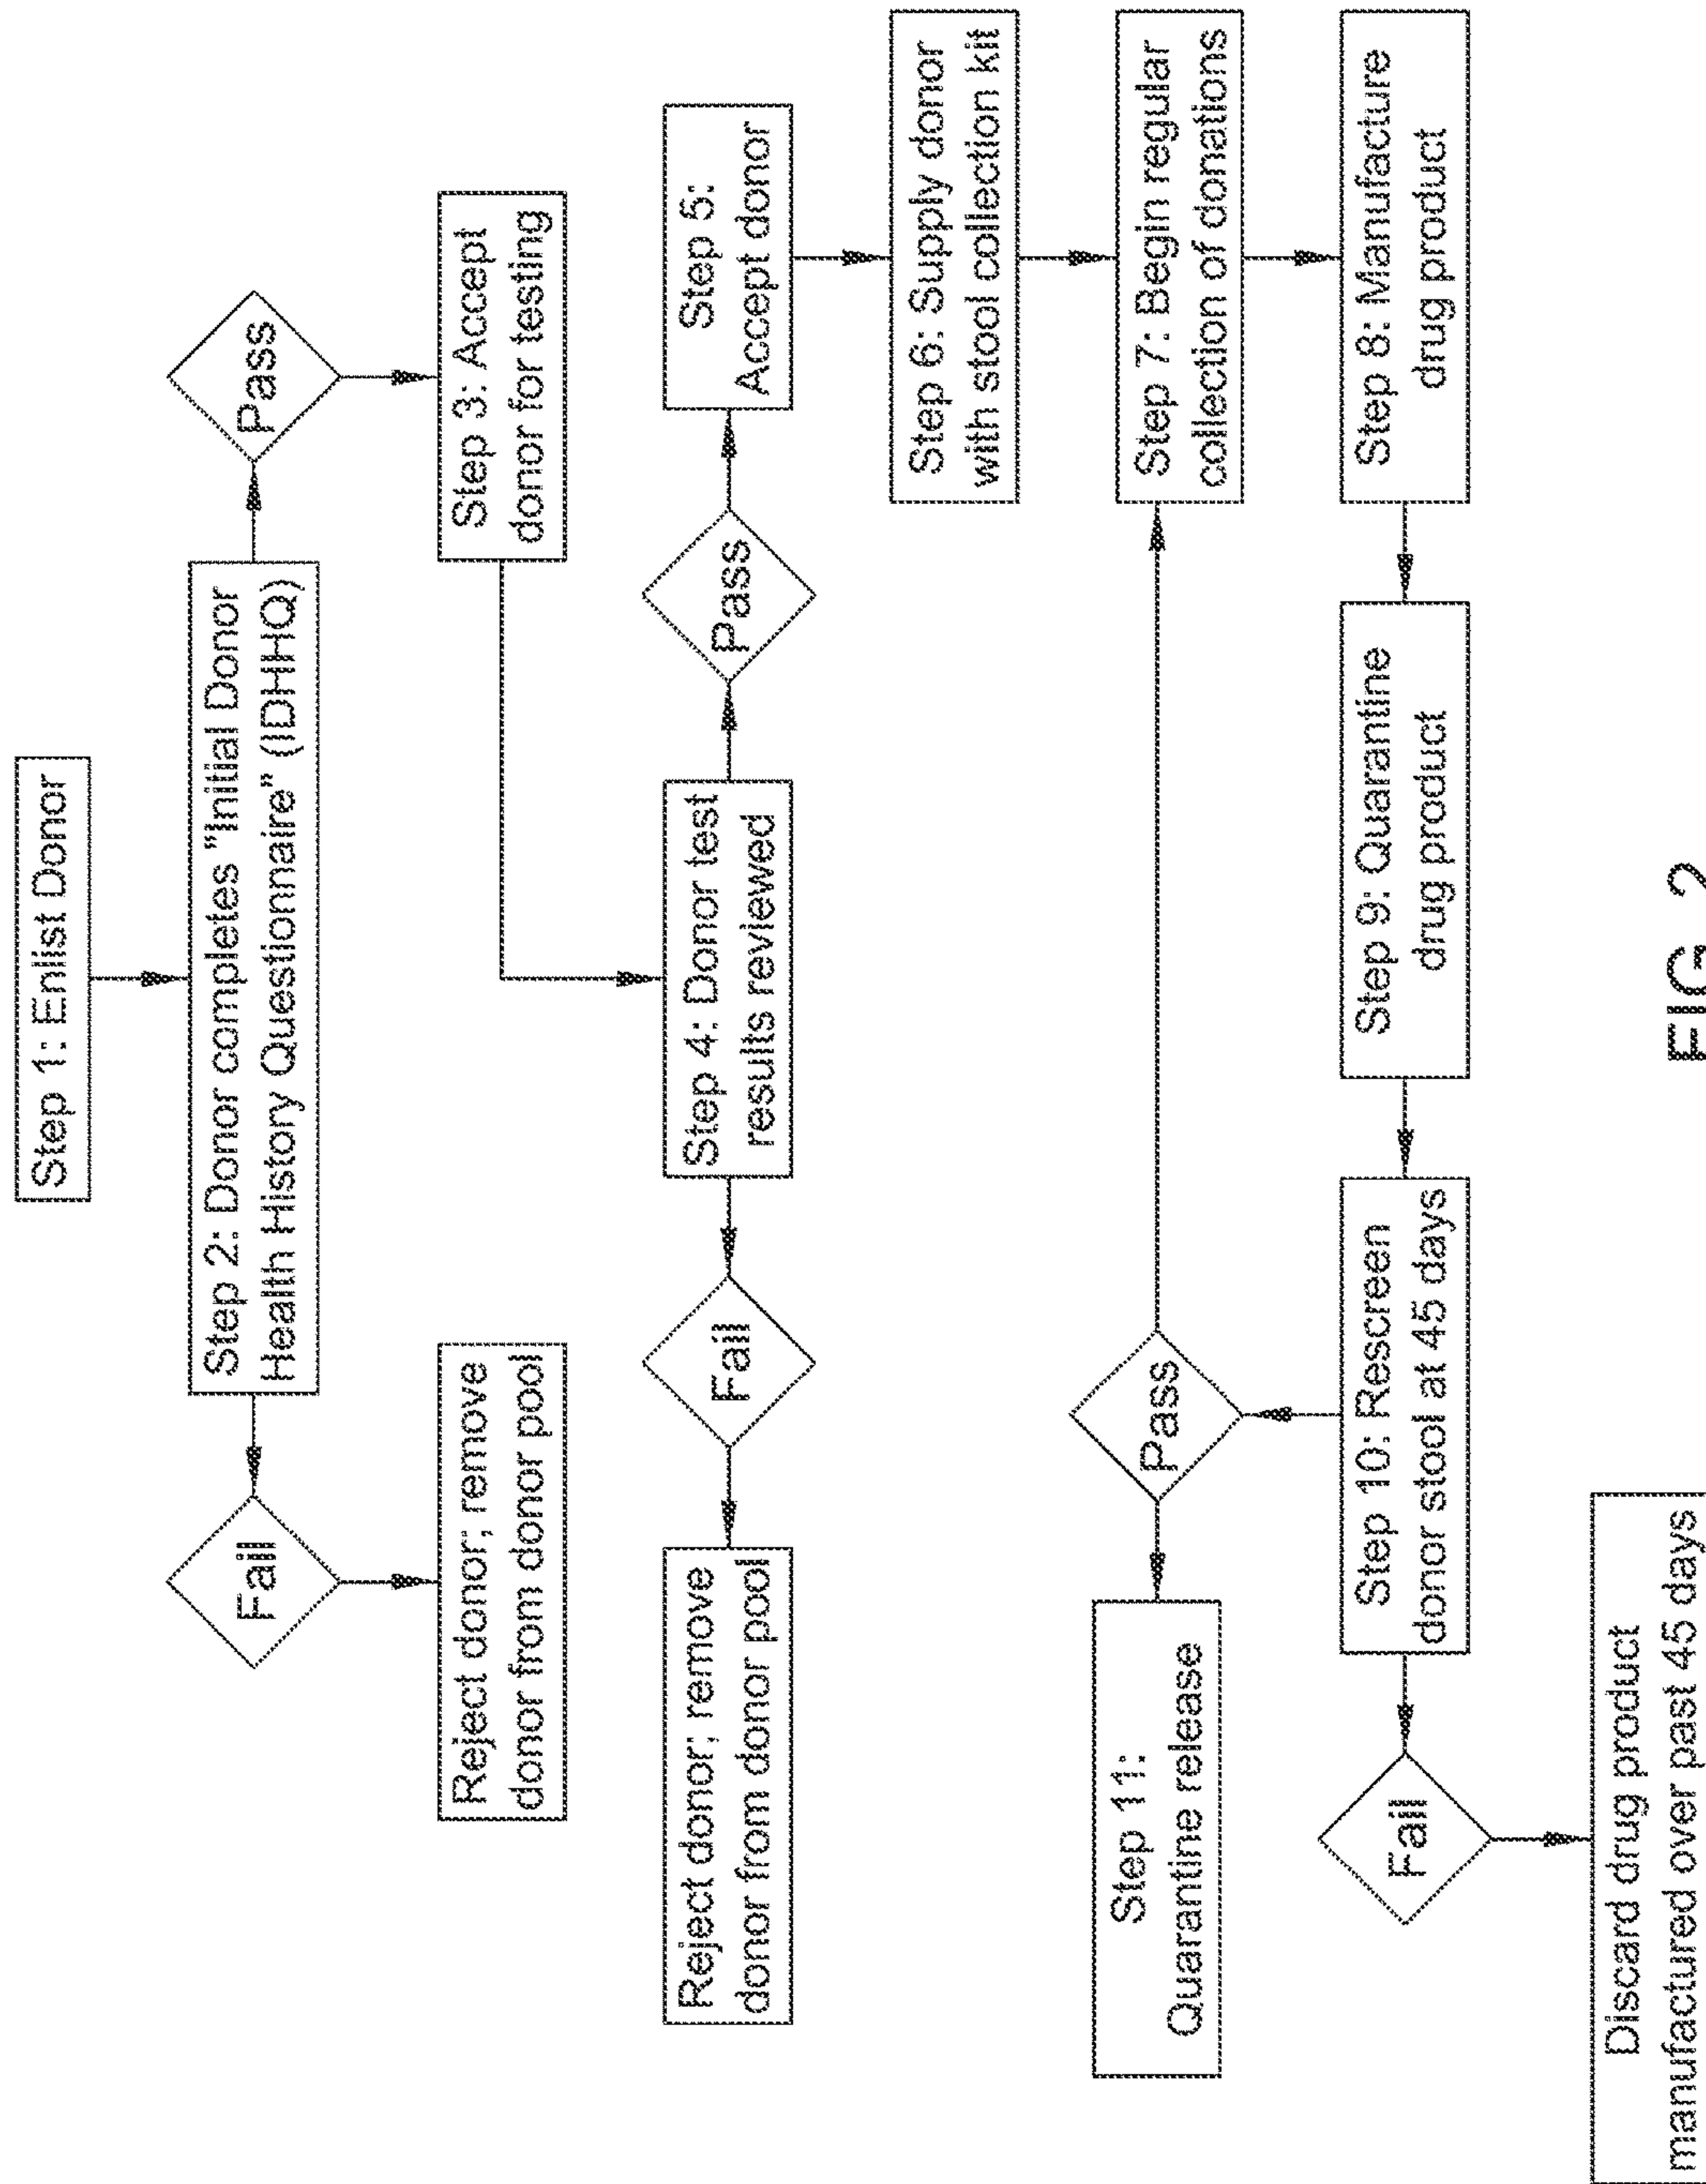 Step 1: Enlist Donor
Step 2: Donor completes "Initial Donor
Health History Questionnaire" (IDHHQ)
Fail
Pass
Reject donor; remove
donor from donor pool
Step 3: Accept
donor for testing
Step 4: Donor test
results reviewed
Fail
Pass
Reject donor; remove
donor from donor pool
Step 5:
Accept donor
Step 6: Supply donor
with stool collection kit
Step 7: Begin regular
collection of donations
Step 8: Manufacture
drug product
Step 9: Quarantine
drug product
Step 10: Rescreen
donor stool at 45 days
Pass
Step 11:
Quarantine release
Fail
Discard drug product
manufactured over past 45 days
FIG. 2